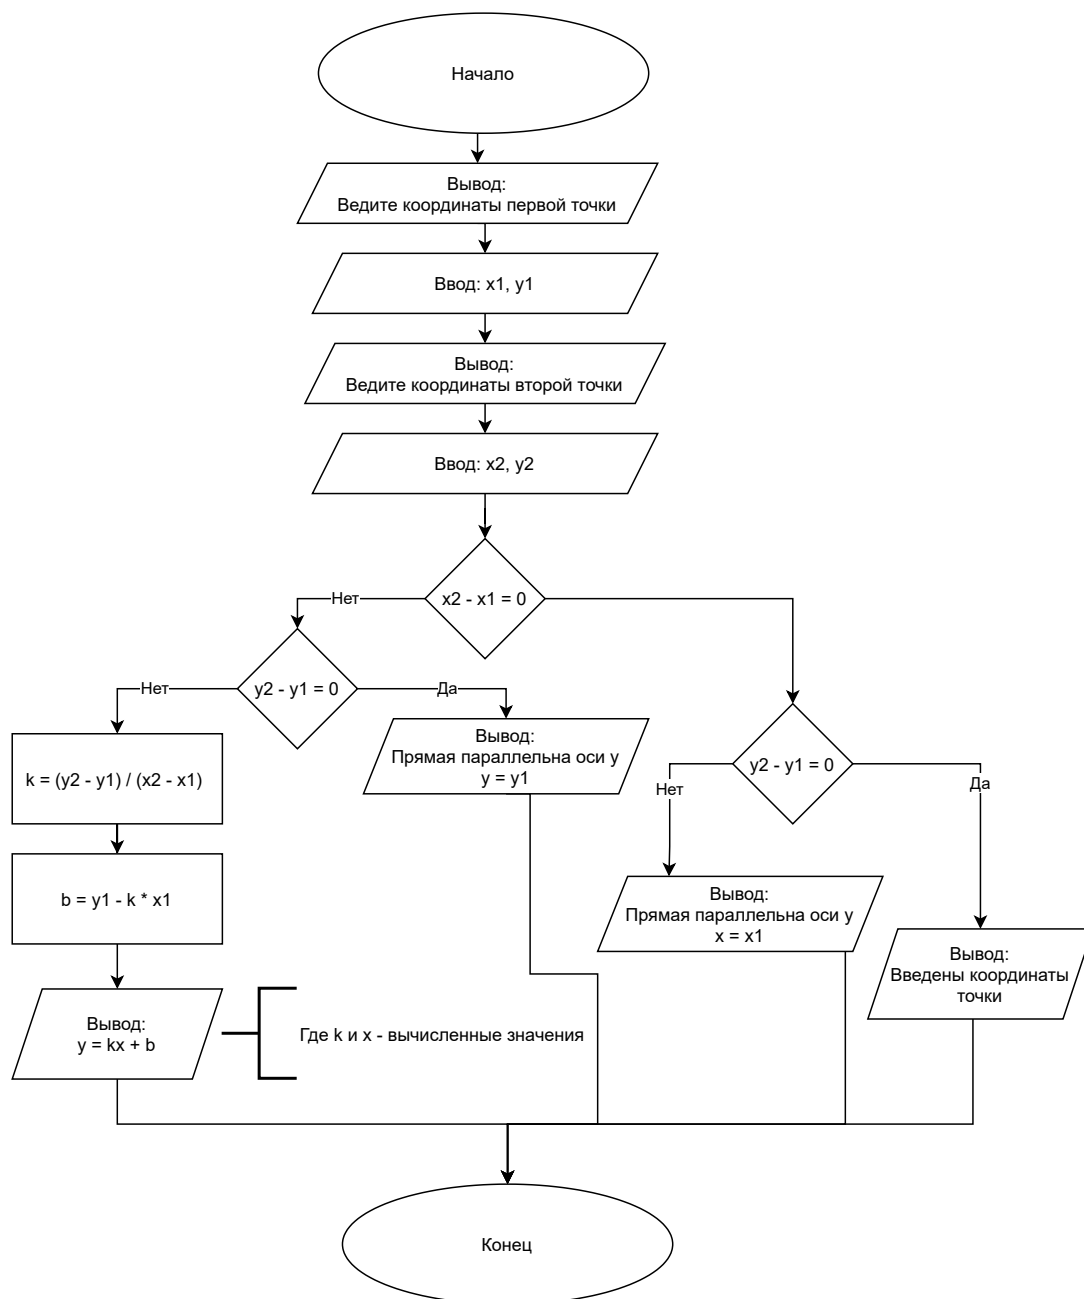 Начало
Вывод:
Ведите координаты первой точки
Ввод: x1, y1
Вывод:
Ведите координаты второй точки
Ввод: x2, y2
x2 - x1 = 0
Нет
y2 - y1 = 0
Нет
Да
k = (y2 - y1) / (x2 - x1)
b = y1 - k * x1
Вывод:
y = kx + b
Где k и x - вычисленные значения
Вывод:
Прямая параллельна оси y
y = y1
y2 - y1 = 0
Нет
Да
Вывод:
Прямая параллельна оси y
x = x1
Вывод:
Введены координаты
точки
Конец